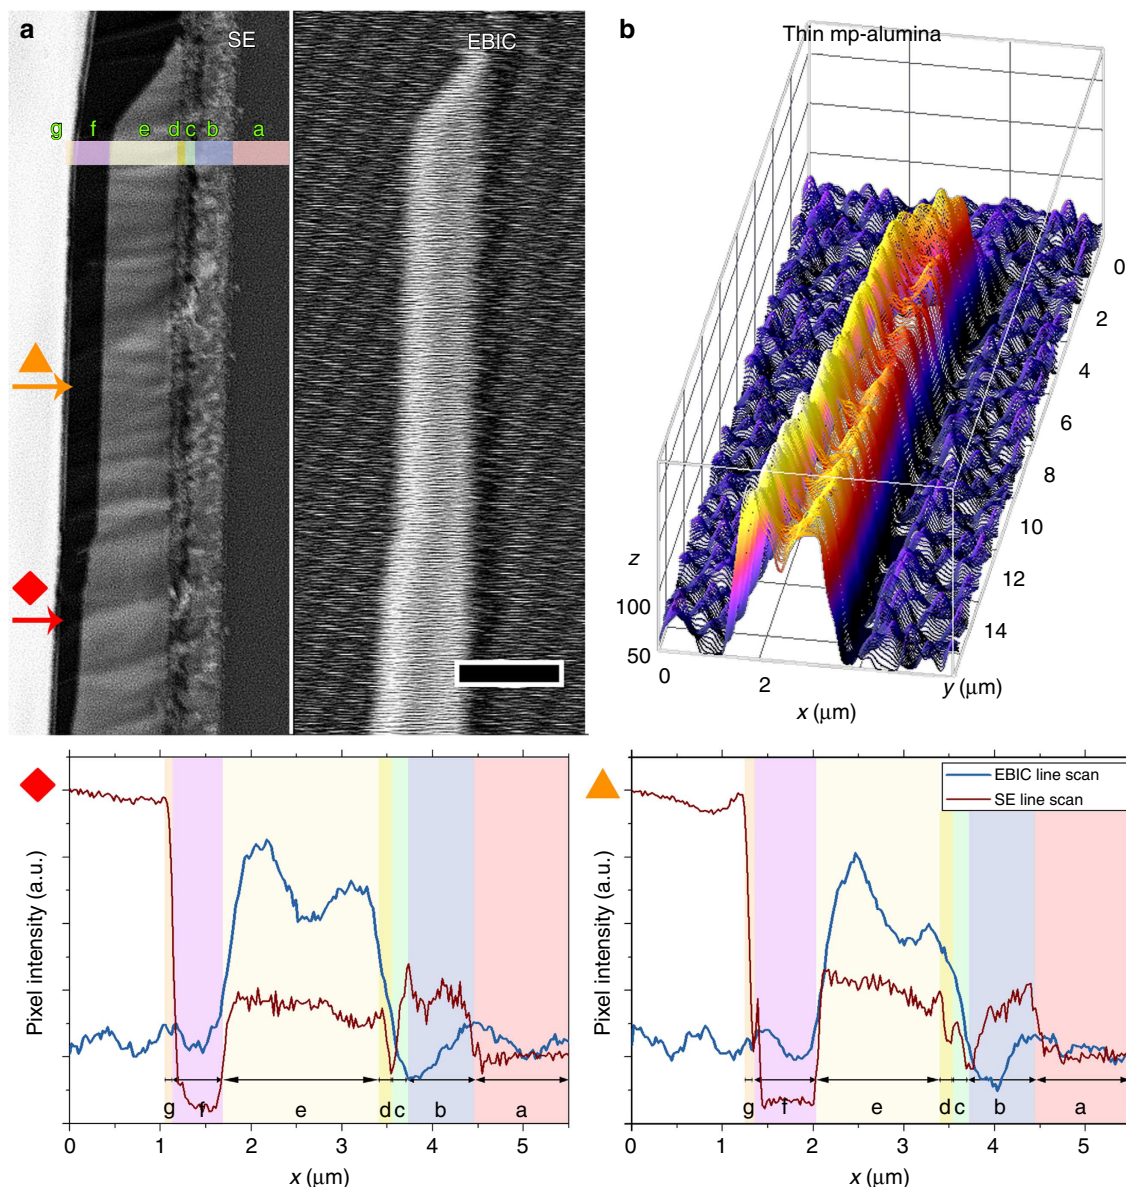 a
SE
EBIC
g f e d c b a
b
Thin mp-alumina
0
2
4
6
8
10
12
14
z
100
50
0
2
x (μm)
y (μm)
Pixel intensity (a.u.)
g f e d c b a
0 1 2 3 4 5
x (μm)
EBIC line scan
SE line scan
Pixel intensity (a.u.)
g f e d c b a
0 1 2 3 4 5
x (μm)